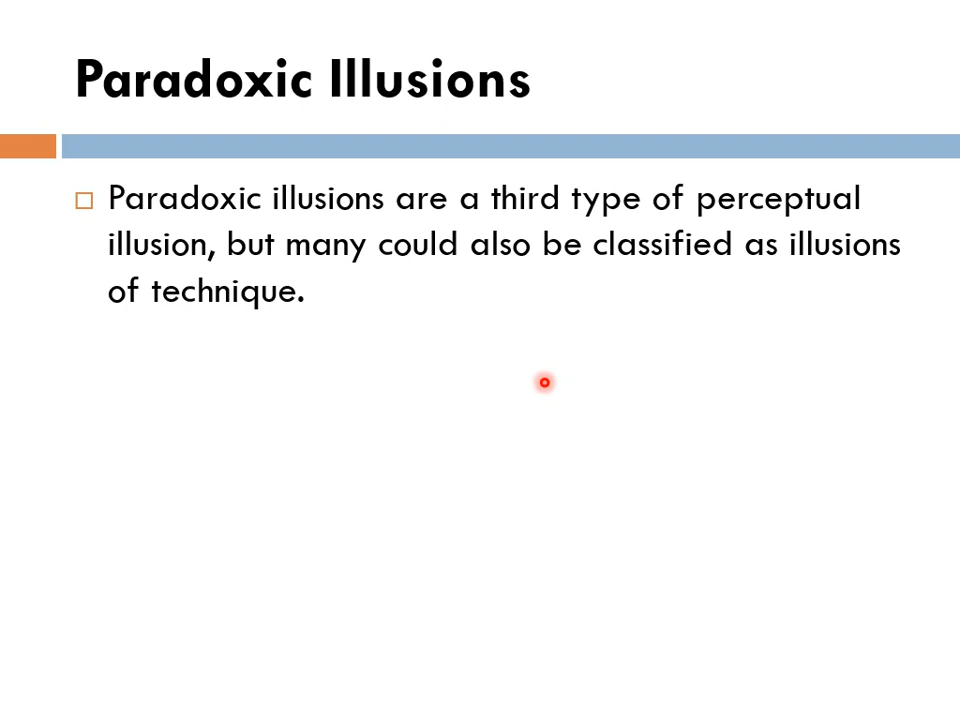 Paradoxic Illusions
Paradoxic illusions are a third type of perceptual
illusion, but many could also be classified as illusions
of technique.